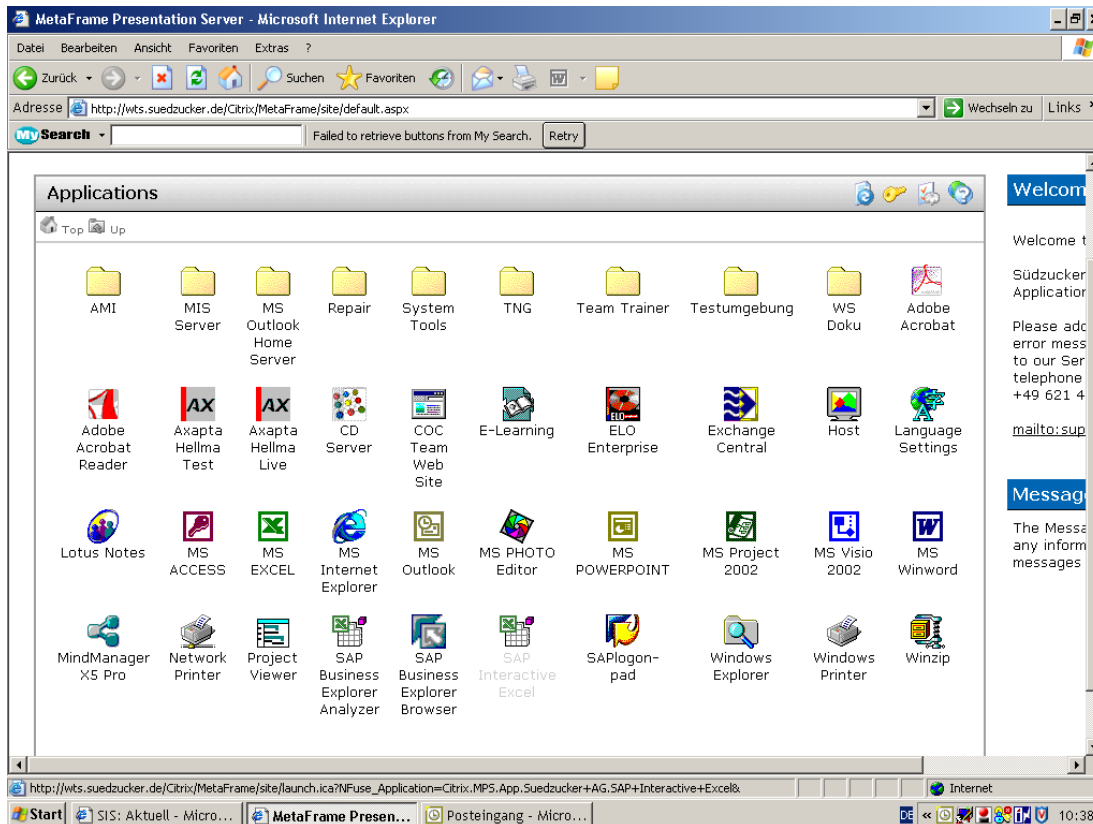 MetaFrame Presentation Server - Microsoft Internet Explorer
Datei Bearbeiten Ansicht Favoriten Extras ?
Zurück Suchen Favoriten
Adresse http://wts.suedzucker.de/Citrix/MetaFrame/site/default.aspx Wechseln zu Links
My Search Failed to retrieve buttons from My Search. Retry
Applications
Top Up
AMI
MIS
Server
MS
Outlook
Home
Server
Repair
System
Tools
TNG
Team Trainer
Testumgebung
WS
Doku
Adobe
Acrobat
Adobe
Acrobat
Reader
AX
Axapta
Hellma
Test
AX
Axapta
Hellma
Live
CD
Server
COC
Team
Web
Site
E-Learning
ELO
ELO
Enterprise
Exchange
Central
Host
Language
Settings
Lotus Notes
MS
ACCESS
MS
EXCEL
MS
Internet
Explorer
MS
Outlook
MS PHOTO
Editor
MS
POWERPOINT
MS Project
2002
MS Visio
2002
MS
Winword
MindManager
X5 Pro
Network
Printer
Project
Viewer
SAP
Business
Explorer
Analyzer
SAP
Business
Explorer
Browser
SAP
Interactive
Excel
SAPlogon-
pad
Windows
Explorer
Windows
Printer
Winzip
Welcom
Welcome t
Südzucker
Application
Please add
error mess
to our Ser
telephone
+49 621 4
mailto:sup
Messag
The Messa
any inform
messages
http://wts.suedzucker.de/Citrix/MetaFrame/site/launch.ica?NFuse_Application=Citrix.MPS.App.Suedzucker+AG.SAP+Interactive+Excel& Internet
Start SIS: Aktuell - Micro... MetaFrame Presen... Posteingang - Micro... DE « 10:38